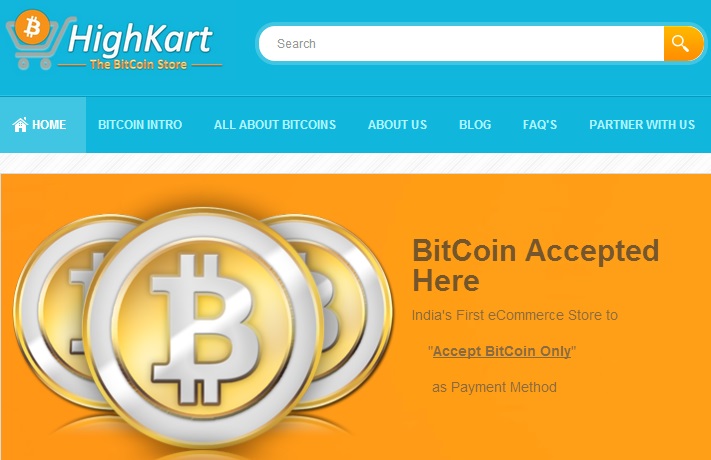 HighKart
The BitCoin Store
Search
HOME BITCOIN INTRO ALL ABOUT BITCOINS ABOUT US BLOG FAQ'S PARTNER WITH US
BitCoin Accepted
Here
India's First eCommerce Store to
"Accept BitCoin Only"
as Payment Method